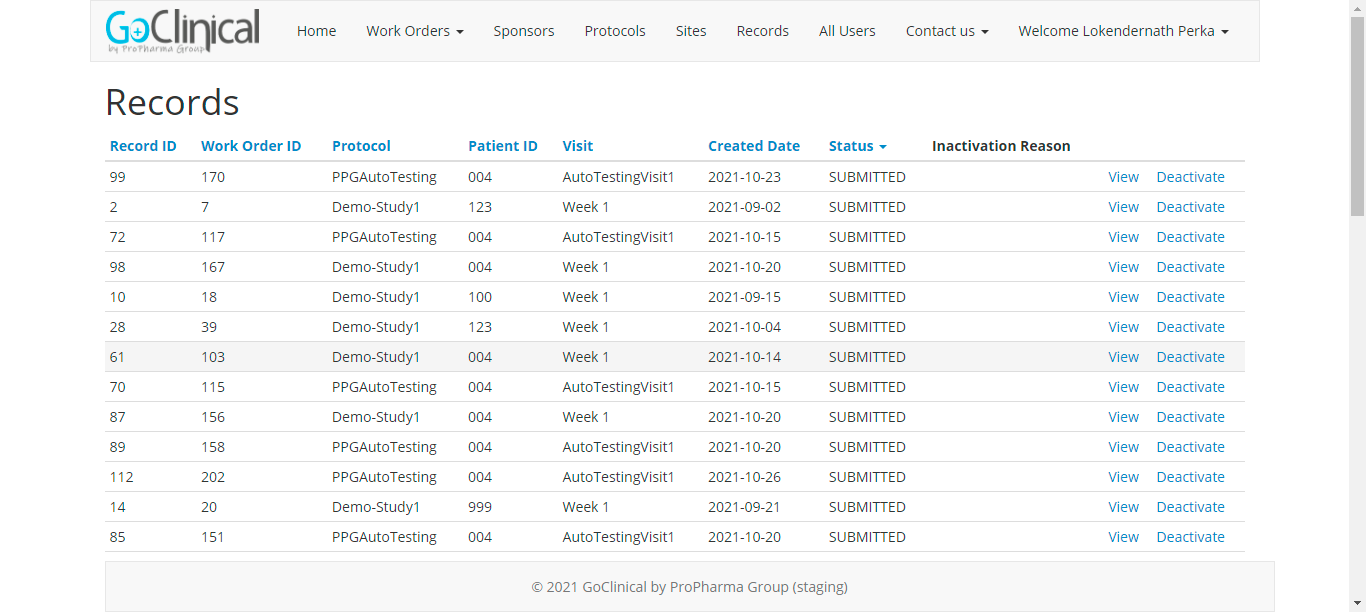 GoClinical
by ProPharma Group
Home Work Orders Sponsors Protocols Sites Records All Users Contact us Welcome Lokendernath Perka
Records
Record ID Work Order ID Protocol Patient ID Visit Created Date Status Inactivation Reason
99 170 PPGAutoTesting 004 AutoTestingVisit1 2021-10-23 SUBMITTED View Deactivate
2 7 Demo-Study1 123 Week 1 2021-09-02 SUBMITTED View Deactivate
72 117 PPGAutoTesting 004 AutoTestingVisit1 2021-10-15 SUBMITTED View Deactivate
98 167 Demo-Study1 004 Week 1 2021-10-20 SUBMITTED View Deactivate
10 18 Demo-Study1 100 Week 1 2021-09-15 SUBMITTED View Deactivate
28 39 Demo-Study1 123 Week 1 2021-10-04 SUBMITTED View Deactivate
61 103 Demo-Study1 004 Week 1 2021-10-14 SUBMITTED View Deactivate
70 115 PPGAutoTesting 004 AutoTestingVisit1 2021-10-15 SUBMITTED View Deactivate
87 156 Demo-Study1 004 Week 1 2021-10-20 SUBMITTED View Deactivate
89 158 PPGAutoTesting 004 AutoTestingVisit1 2021-10-20 SUBMITTED View Deactivate
112 202 PPGAutoTesting 004 AutoTestingVisit1 2021-10-26 SUBMITTED View Deactivate
14 20 Demo-Study1 999 Week 1 2021-09-21 SUBMITTED View Deactivate
85 151 PPGAutoTesting 004 AutoTestingVisit1 2021-10-20 SUBMITTED View Deactivate
© 2021 GoClinical by ProPharma Group (staging)